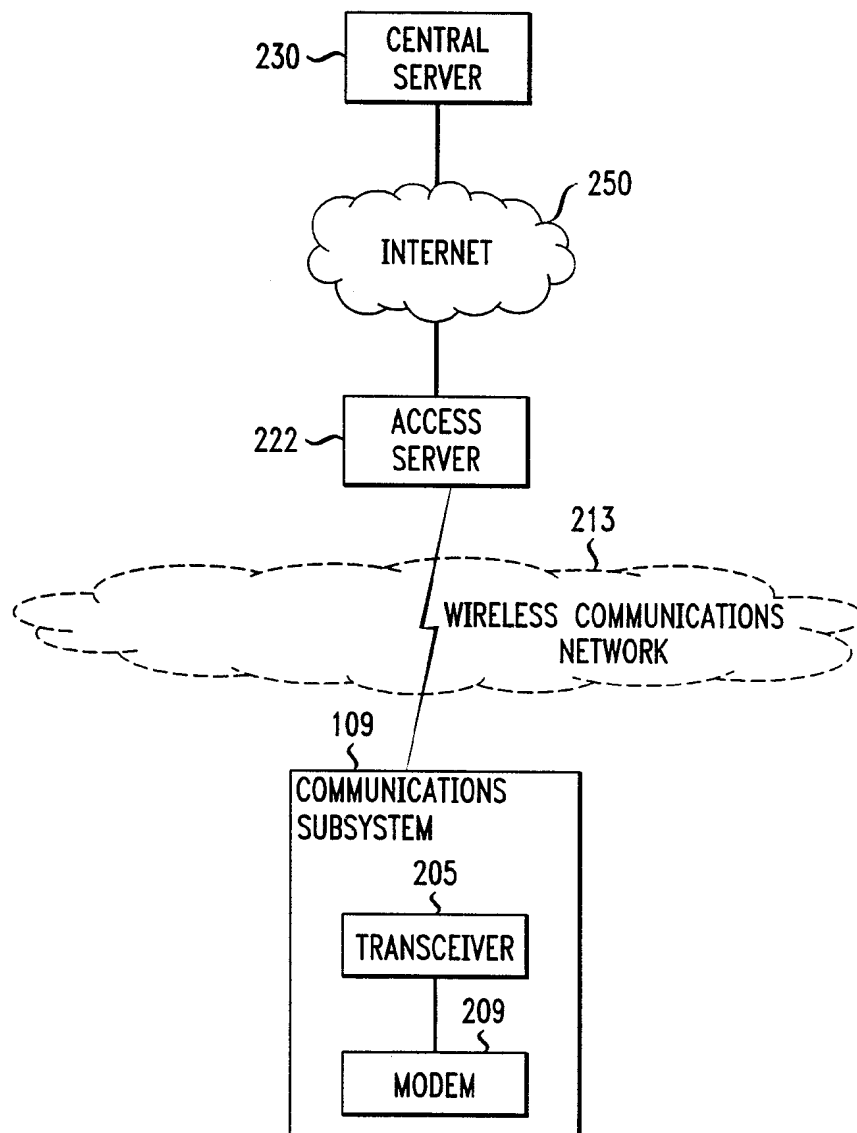 CENTRAL
SERVER
230
250
INTERNET
ACCESS
SERVER
222
213
WIRELESS COMMUNICATIONS
NETWORK
109
COMMUNICATIONS
SUBSYSTEM
205
TRANSCEIVER
209
MODEM